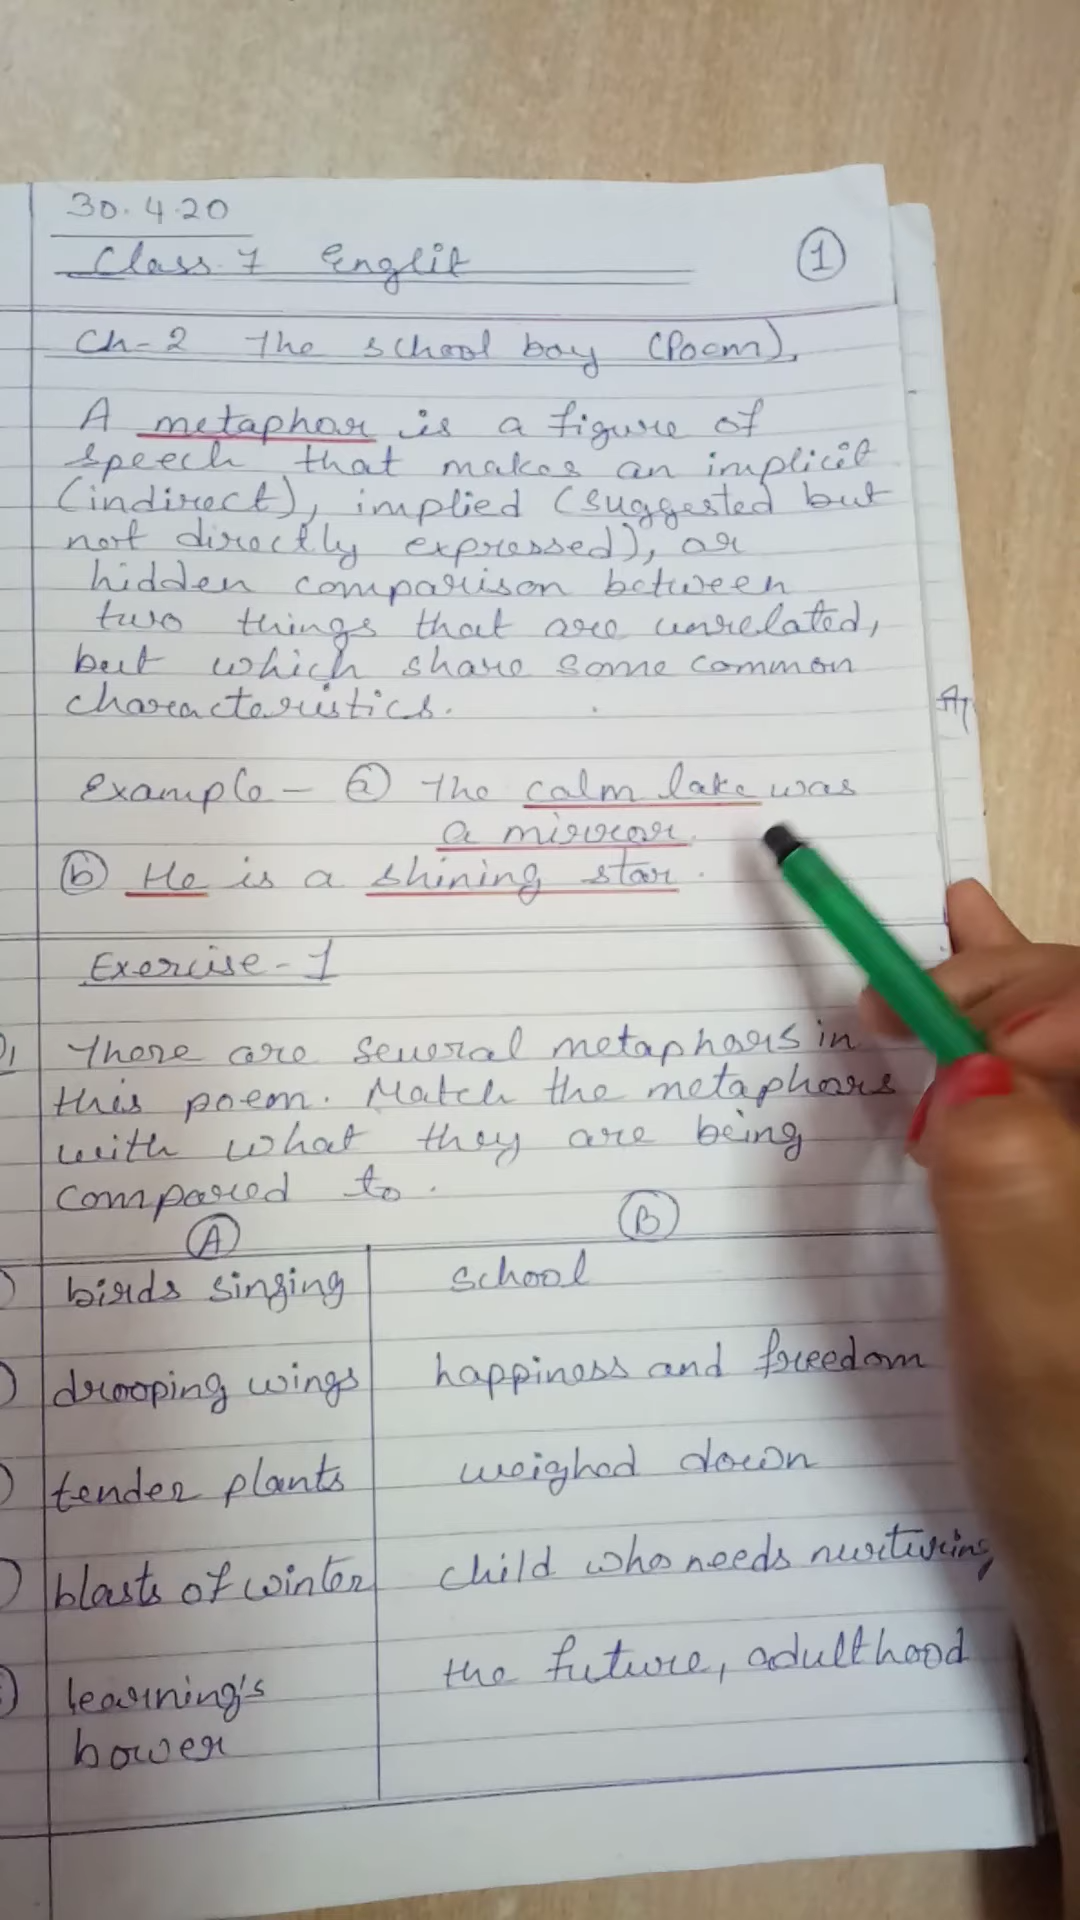 30.4.20
Class 7 Englit
1
Ch-2 The school boy (Poem).
A metaphor is a figure of
speech that makes an implicit
(indirect), implied (suggested but
not directly expressed), or
hidden comparison between
two things that are unrelated,
but which share some common
characteristics.
Example - a The calm lake was
a mirror.
b He is a shining star.
Exercise - 1
There are several metaphors in
this poem. Match the metaphors
with what they are being
compared to.
A B
birds singing school
drooping wings happiness and freedom
tender plants weighed down
blasts of winter child who needs nurturing
learning's the future, adulthood
bower